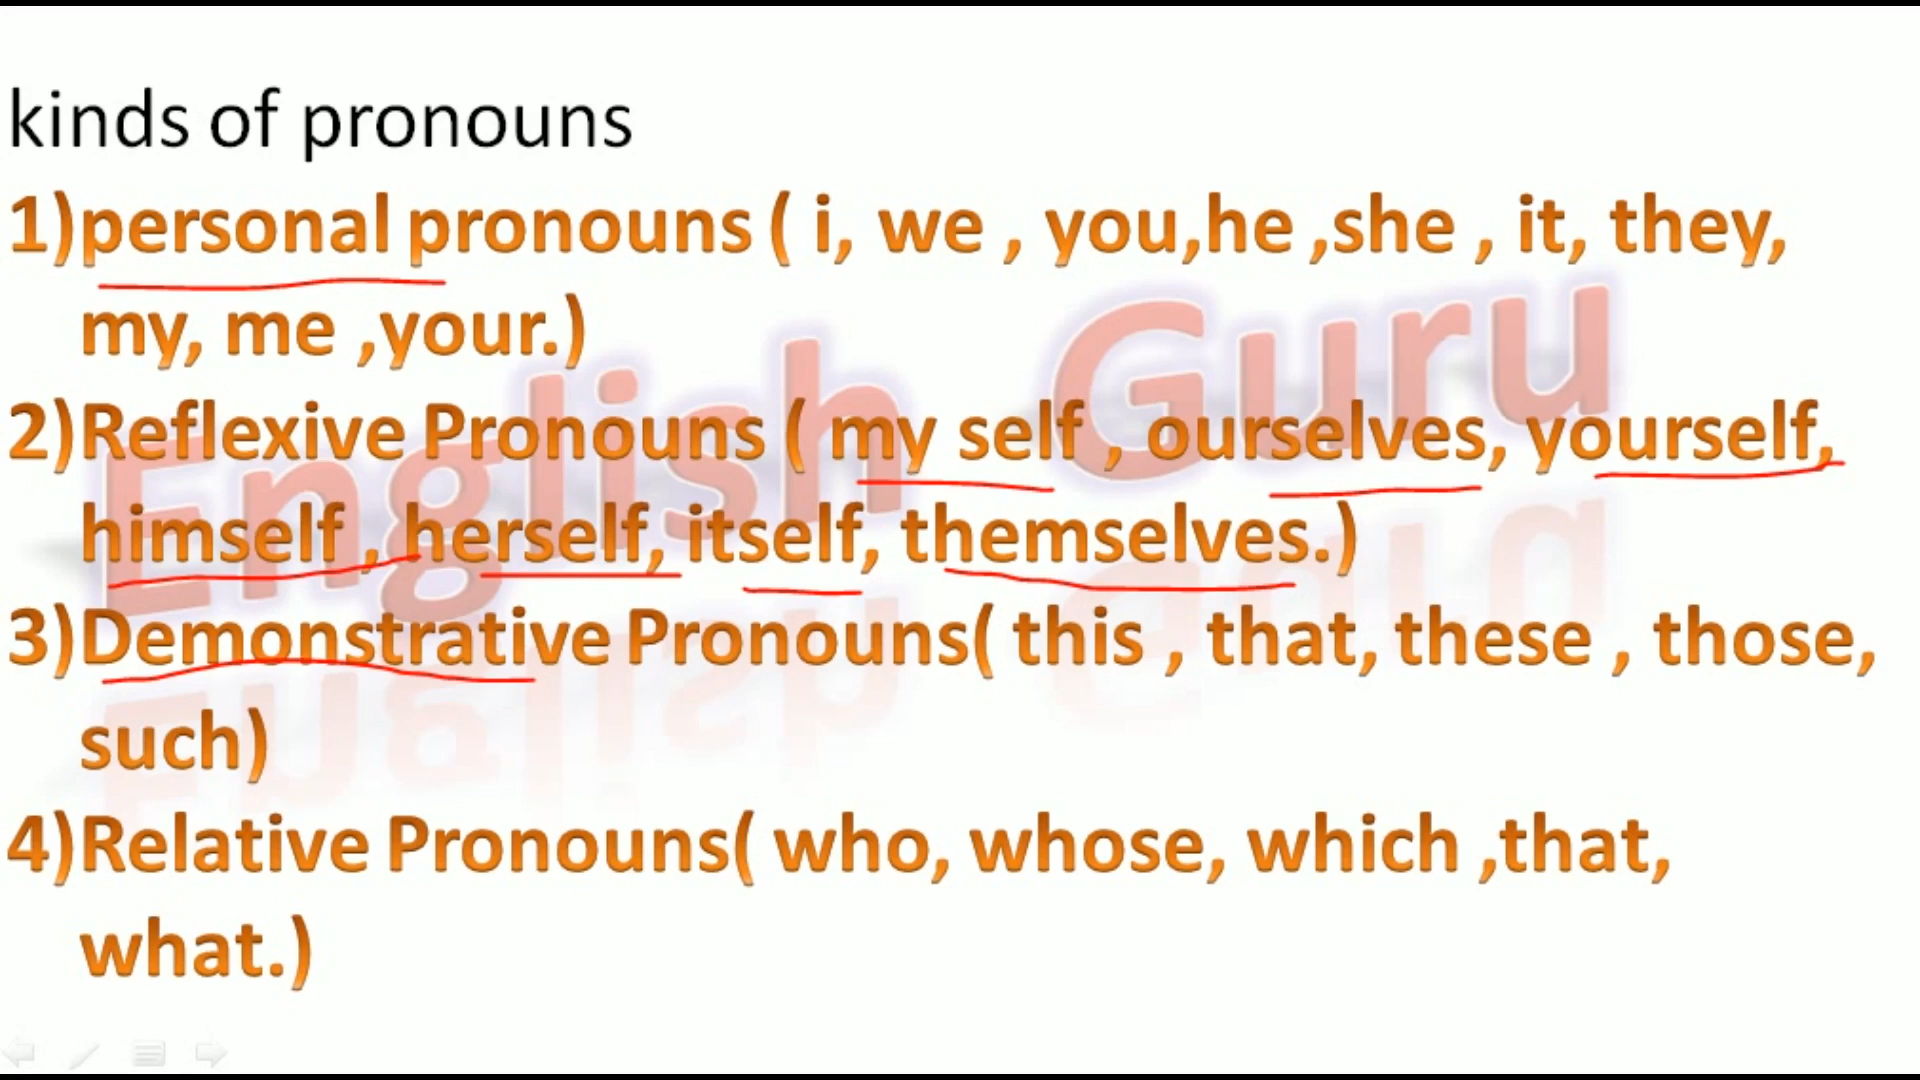 kinds of pronouns
1)personal pronouns ( i, we , you,he ,she , it, they,
my, me ,your.)
2)Reflexive Pronouns ( my self , ourselves, yourself,
himself , herself, itself, themselves.)
3)Demonstrative Pronouns( this , that, these , those,
such)
4)Relative Pronouns( who, whose, which ,that,
what.)
English Guru